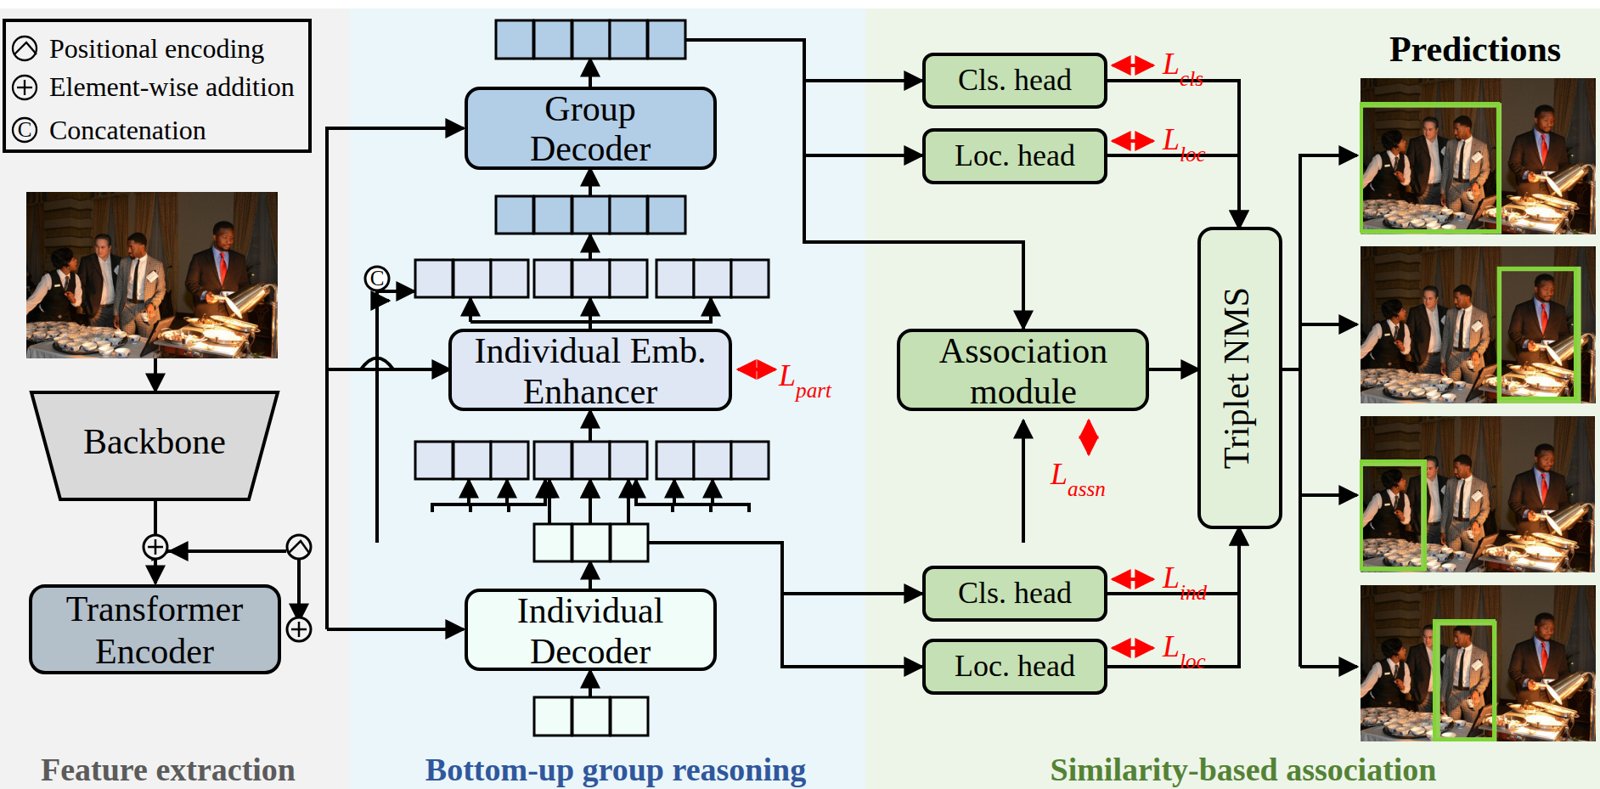 Positional encoding
Element-wise addition
C Concatenation
Backbone
Transformer
Encoder
Feature extraction
Group
Decoder
C
Individual Emb.
Enhancer
L_part
Individual
Decoder
Bottom-up group reasoning
Cls. head
L_cls
Loc. head
L_loc
Association
module
L_assn
Cls. head
L_ind
Loc. head
L_loc
Triplet NMS
Similarity-based association
Predictions